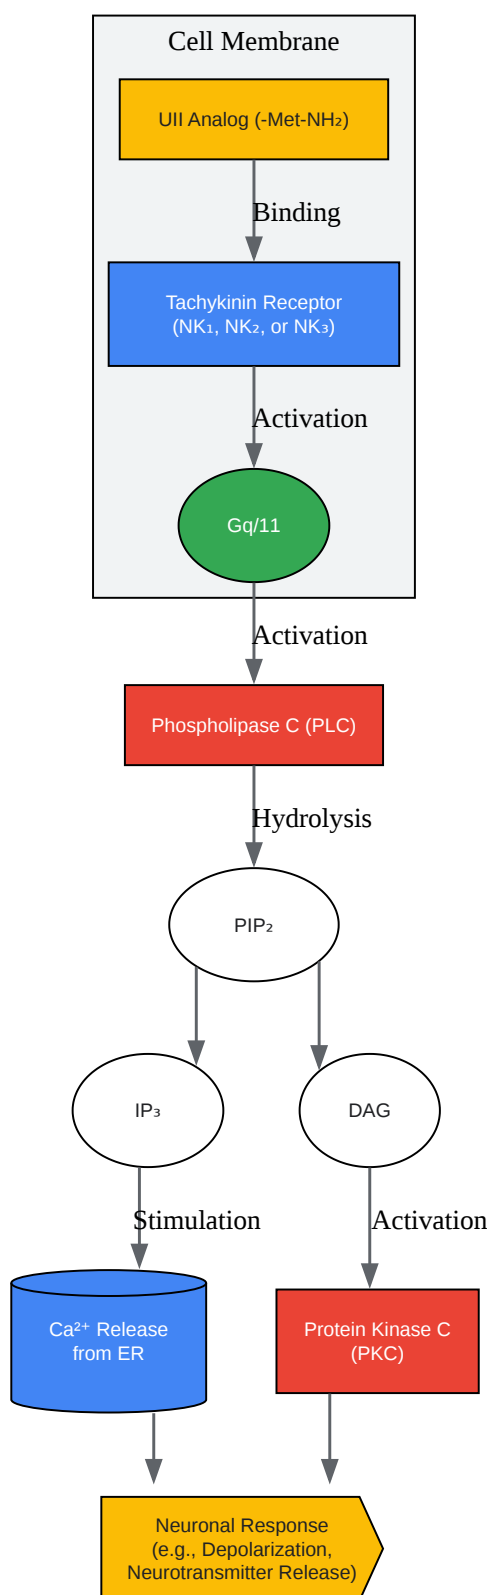 Cell Membrane
UII Analog (-Met-NH₂)
Binding
Tachykinin Receptor
(NK₁, NK₂, or NK₃)
Activation
Gq/11
Activation
Phospholipase C (PLC)
Hydrolysis
PIP₂
IP₃
DAG
Stimulation
Activation
Ca²⁺ Release
from ER
Protein Kinase C
(PKC)
Neuronal Response
(e.g., Depolarization,
Neurotransmitter Release)